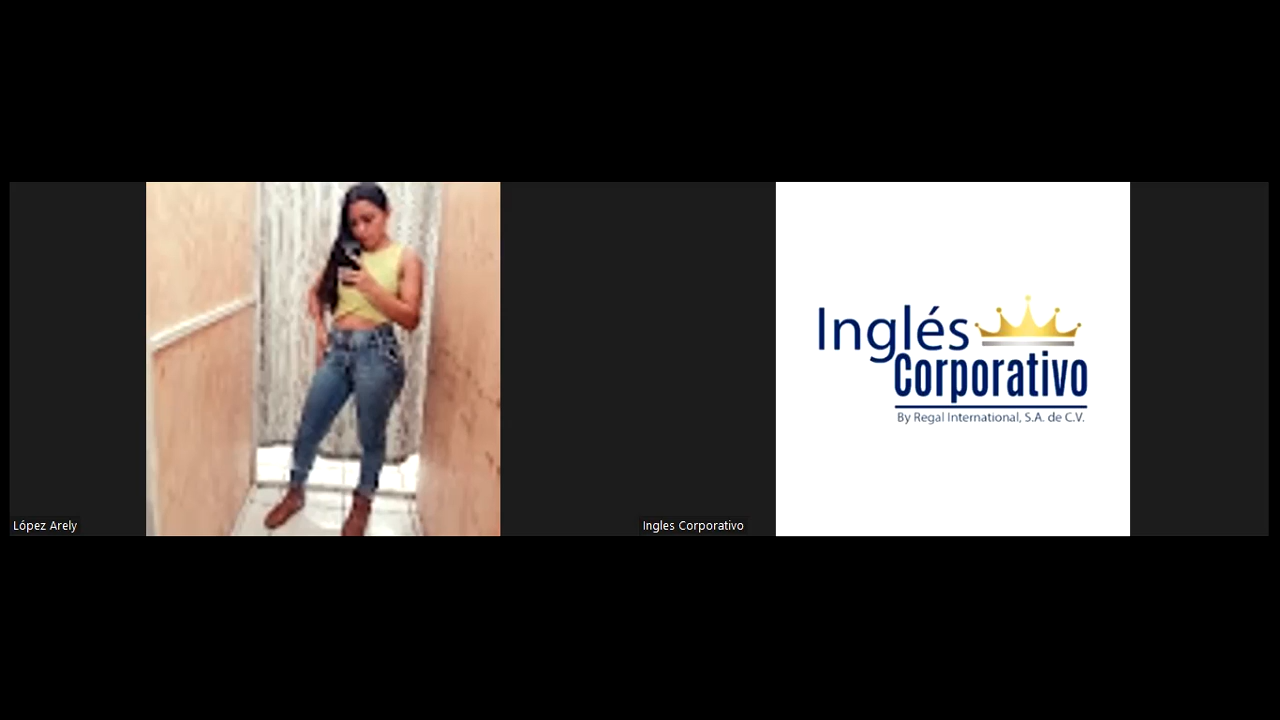 Inglés
Corporativo
By Regal International, S.A. de C.V.
López Arely
Ingles Corporativo